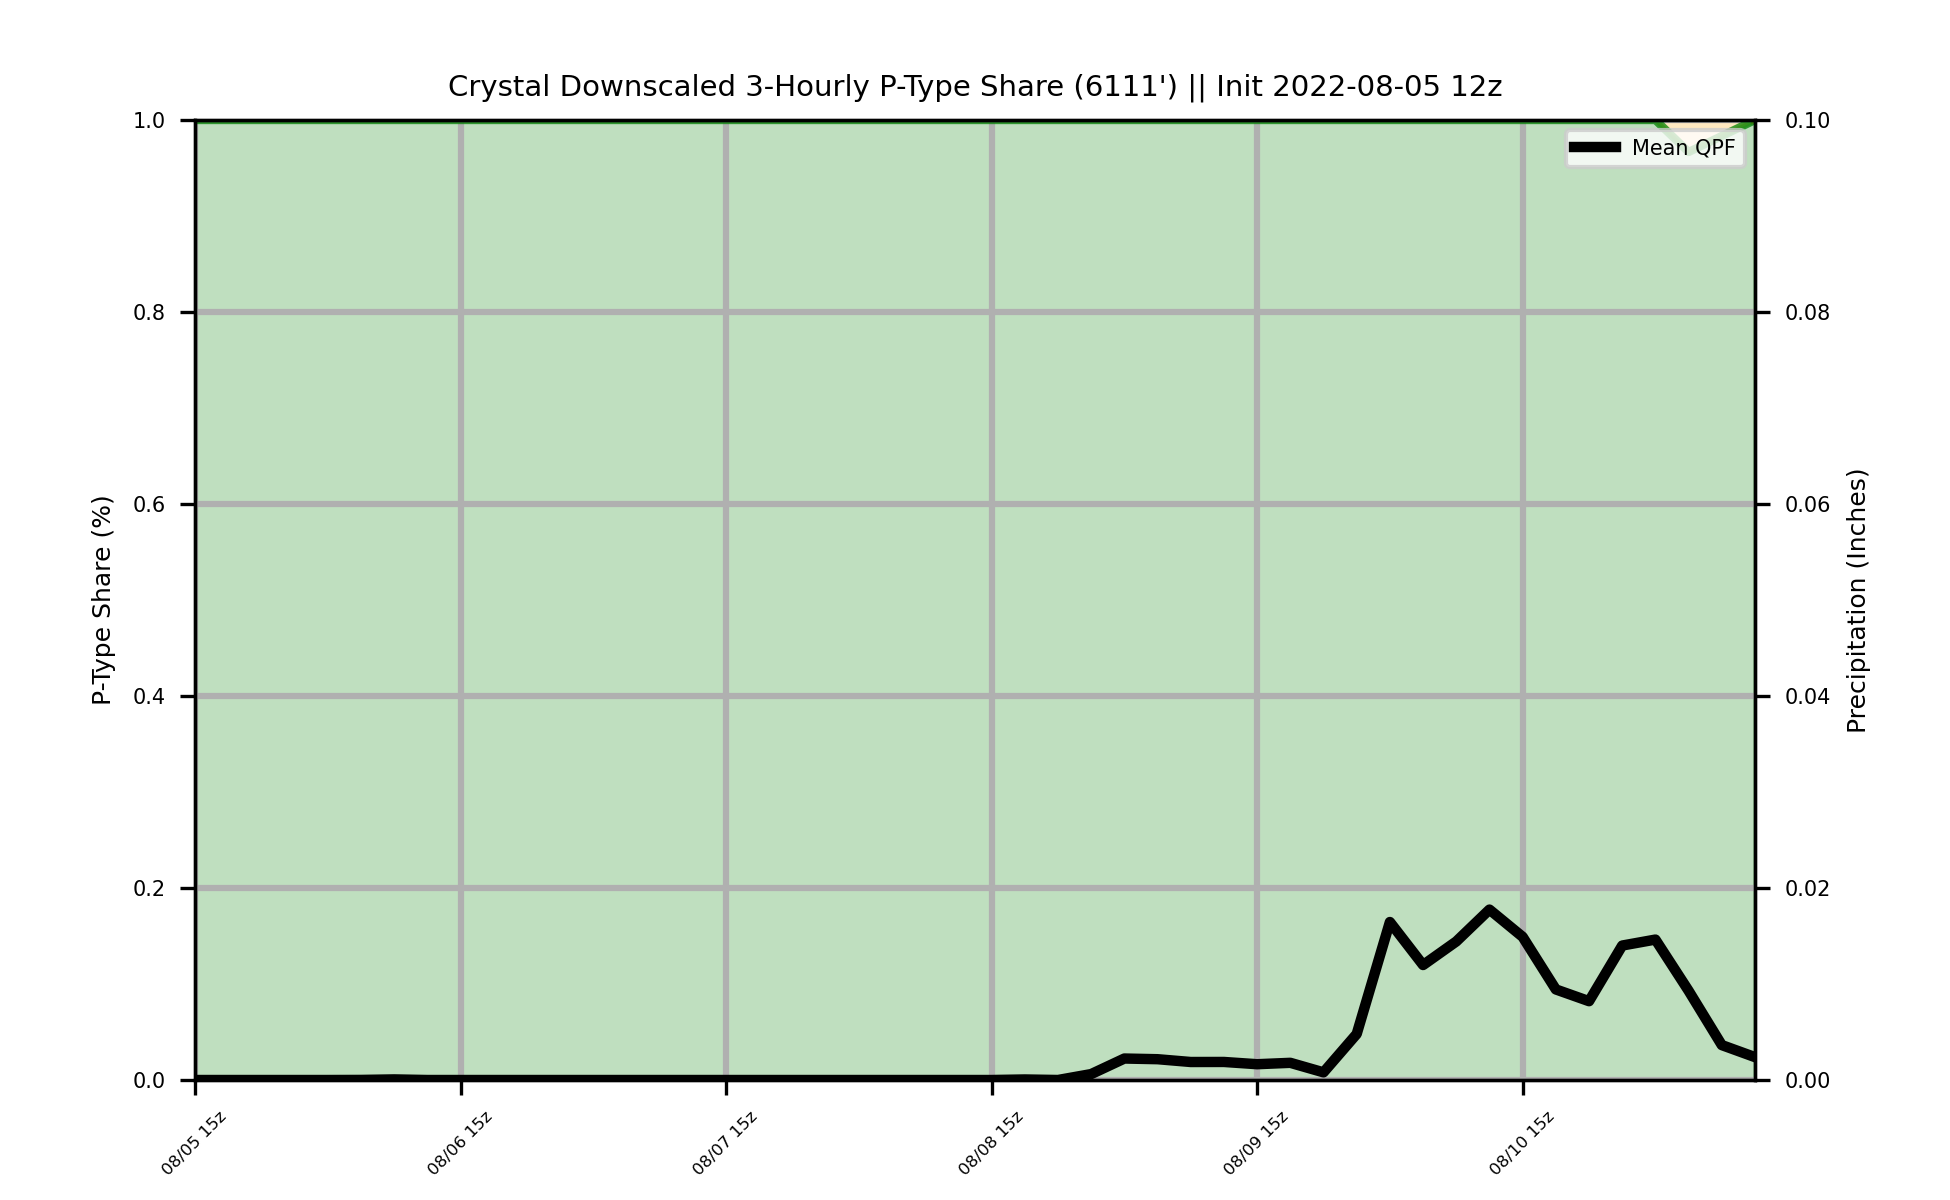 Crystal Downscaled 3-Hourly P-Type Share (6111') || Init 2022-08-05 12z
Mean QPF
P-Type Share (%)
1.0
0.8
0.6
0.4
0.2
0.0
0.10
0.08
0.06
0.04
0.02
0.00
Precipitation (Inches)
08/05 15z
08/06 15z
08/07 15z
08/08 15z
08/09 15z
08/10 15z